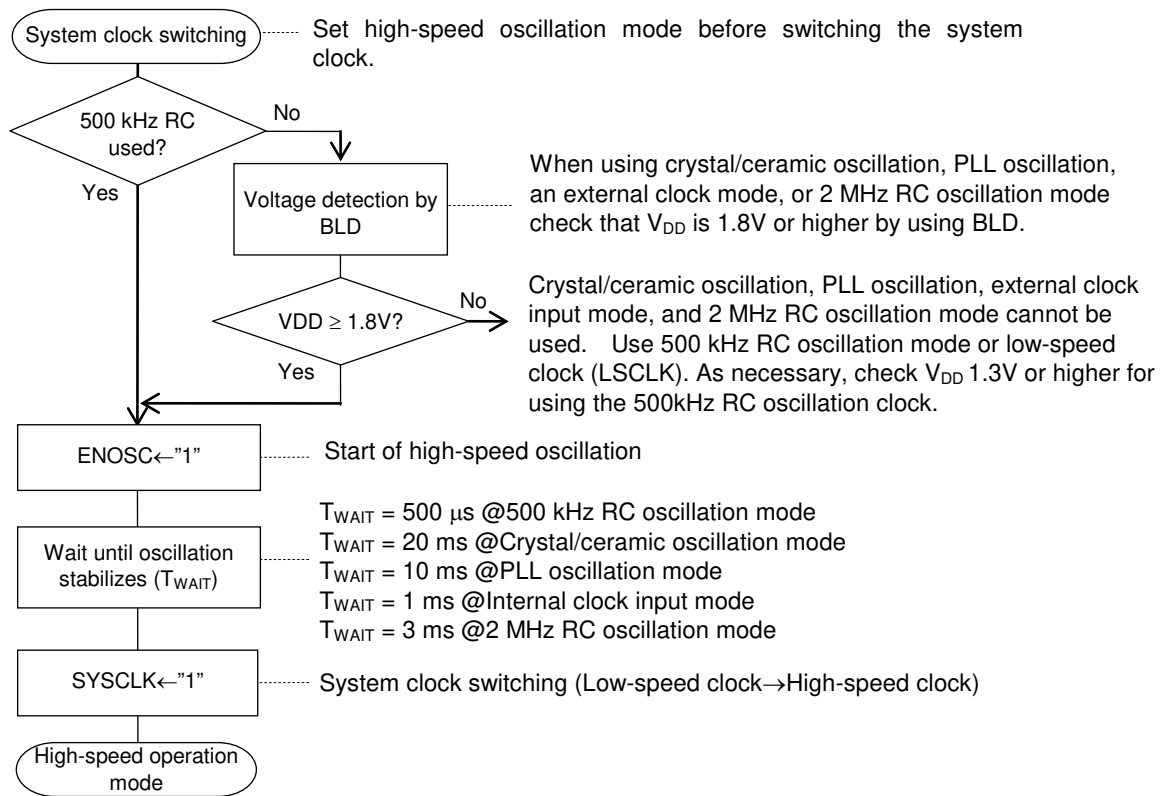 System clock switching
Set high-speed oscillation mode before switching the system
clock.
500 kHz RC
used?
No
Yes
Voltage detection by
BLD
When using crystal/ceramic oscillation, PLL oscillation,
an external clock mode, or 2 MHz RC oscillation mode
check that VDD is 1.8V or higher by using BLD.
VDD ≥ 1.8V?
No
Yes
Crystal/ceramic oscillation, PLL oscillation, external clock
input mode, and 2 MHz RC oscillation mode cannot be
used. Use 500 kHz RC oscillation mode or low-speed
clock (LSCLK). As necessary, check VDD 1.3V or higher for
using the 500kHz RC oscillation clock.
ENOSC←"1"
Start of high-speed oscillation
Wait until oscillation
stabilizes (TWAIT)
TWAIT = 500 μs @500 kHz RC oscillation mode
TWAIT = 20 ms @Crystal/ceramic oscillation mode
TWAIT = 10 ms @PLL oscillation mode
TWAIT = 1 ms @Internal clock input mode
TWAIT = 3 ms @2 MHz RC oscillation mode
SYSCLK←"1"
System clock switching (Low-speed clock→High-speed clock)
High-speed operation
mode